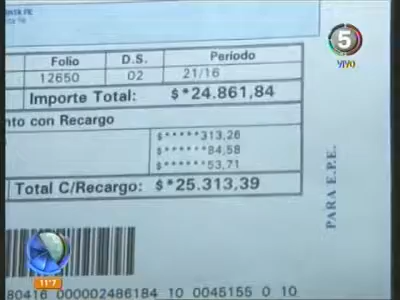 5
VIVO
Folio D.S. Período
12650 02 21/16
Importe Total: $*24.861,84
nto con Recargo
$*****313,26
$******84,58
$******53,71
Total C/Recargo: $*25.313,39
PARA E.P.E.
11°7
80416 000002486184 10 0045155 0 10